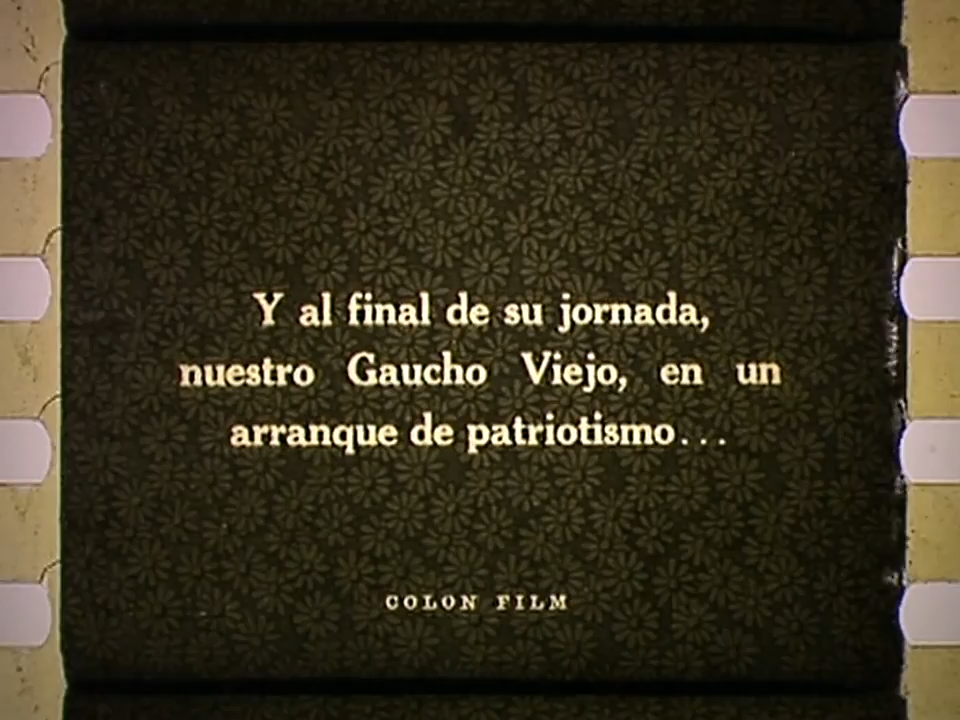 Y al final de su jornada,
nuestro Gaucho Viejo, en un
arranque de patriotismo...
COLON FILM